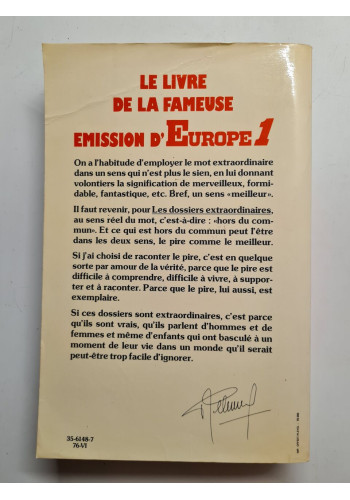 LE LIVRE
DE LA FAMEUSE
EMISSION D'EUROPE 1
On a l'habitude d'employer le mot extraordinaire
dans un sens qui n'est plus le sien, en lui donnant
volontiers la signification de merveilleux, formi-
dable, fantastique, etc. Bref, un sens «meilleur».
Il faut revenir, pour Les dossiers extraordinaires,
au sens réel du mot, c'est-à-dire : «hors du com-
mun». Et ce qui est hors du commun peut l'être
dans les deux sens, le pire comme le meilleur.
Si j'ai choisi de raconter le pire, c'est en quelque
sorte par amour de la vérité, parce que le pire est
difficile à comprendre, difficile à vivre, à suppor-
ter et à raconter. Parce que le pire, lui aussi, est
exemplaire.
Si ces dossiers sont extraordinaires, c'est parce
qu'ils sont vrais, qu'ils parlent d'hommes et de
femmes et même d'enfants qui ont basculé à un
moment de leur vie dans un monde qu'il serait
peut-être trop facile d'ignorer.
35-6148-7
76-VI